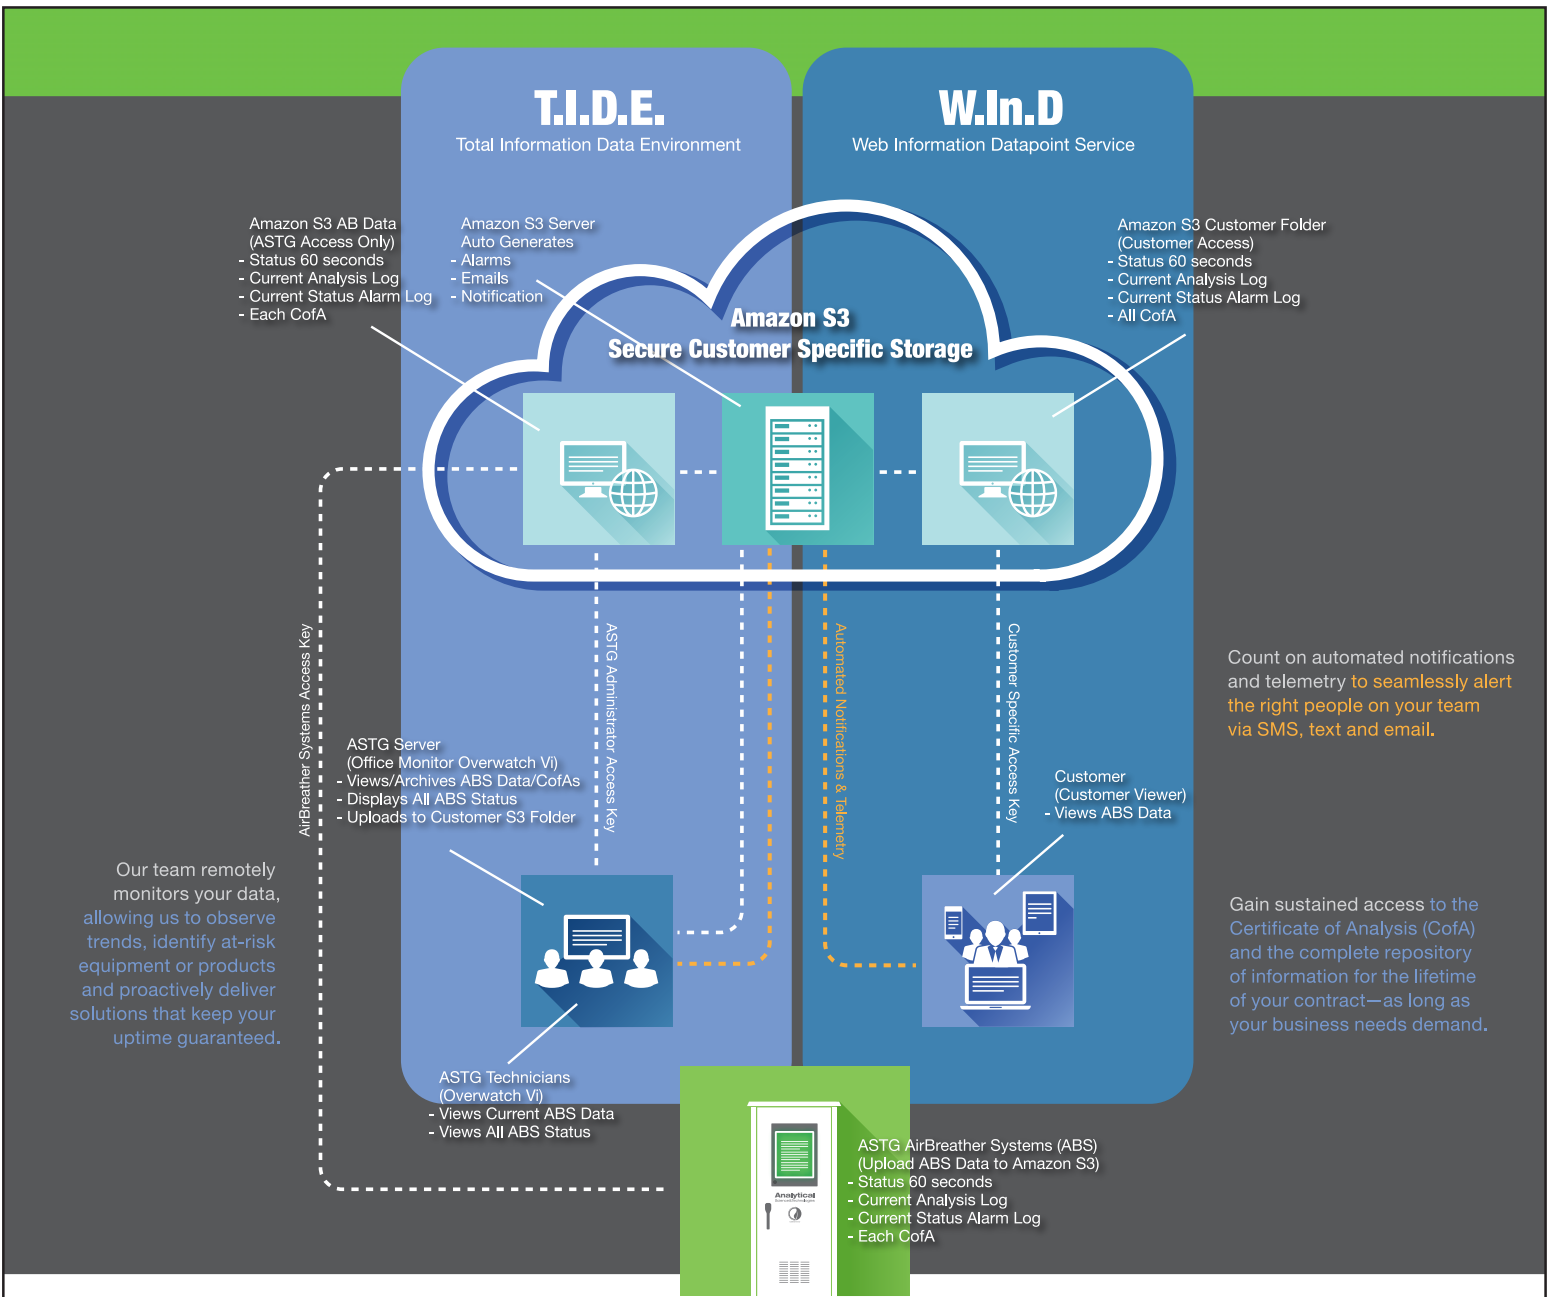 T.I.D.E.
Total Information Data Environment
W.In.D
Web Information Datapoint Service
Amazon S3 AB Data
(ASTG Access Only)
- Status 60 seconds
- Current Analysis Log
- Current Status Alarm Log
- Each CofA
Amazon S3 Server
Auto Generates
- Alarms
- Emails
- Notification
Amazon S3 Customer Folder
(Customer Access)
- Status 60 seconds
- Current Analysis Log
- Current Status Alarm Log
- All CofA
Amazon S3
Secure Customer Specific Storage
AirBreather Systems Access Key
ASTG Administrator Access Key
Automated Notifications & Telemetry
Customer Specific Access Key
Count on automated notifications
and telemetry to seamlessly alert
the right people on your team
via SMS, text and email.
ASTG Server
(Office Monitor Overwatch Vi)
- Views/Archives ABS Data/CofAs
- Displays All ABS Status
- Uploads to Customer S3 Folder
Customer
(Customer Viewer)
- Views ABS Data
Our team remotely
monitors your data,
allowing us to observe
trends, identify at-risk
equipment or products
and proactively deliver
solutions that keep your
uptime guaranteed.
Gain sustained access to the
Certificate of Analysis (CofA)
and the complete repository
of information for the lifetime
of your contract—as long as
your business needs demand.
ASTG Technicians
(Overwatch Vi)
- Views Current ABS Data
- Views All ABS Status
ASTG AirBreather Systems (ABS)
(Upload ABS Data to Amazon S3)
- Status 60 seconds
- Current Analysis Log
- Current Status Alarm Log
- Each CofA
Analytical